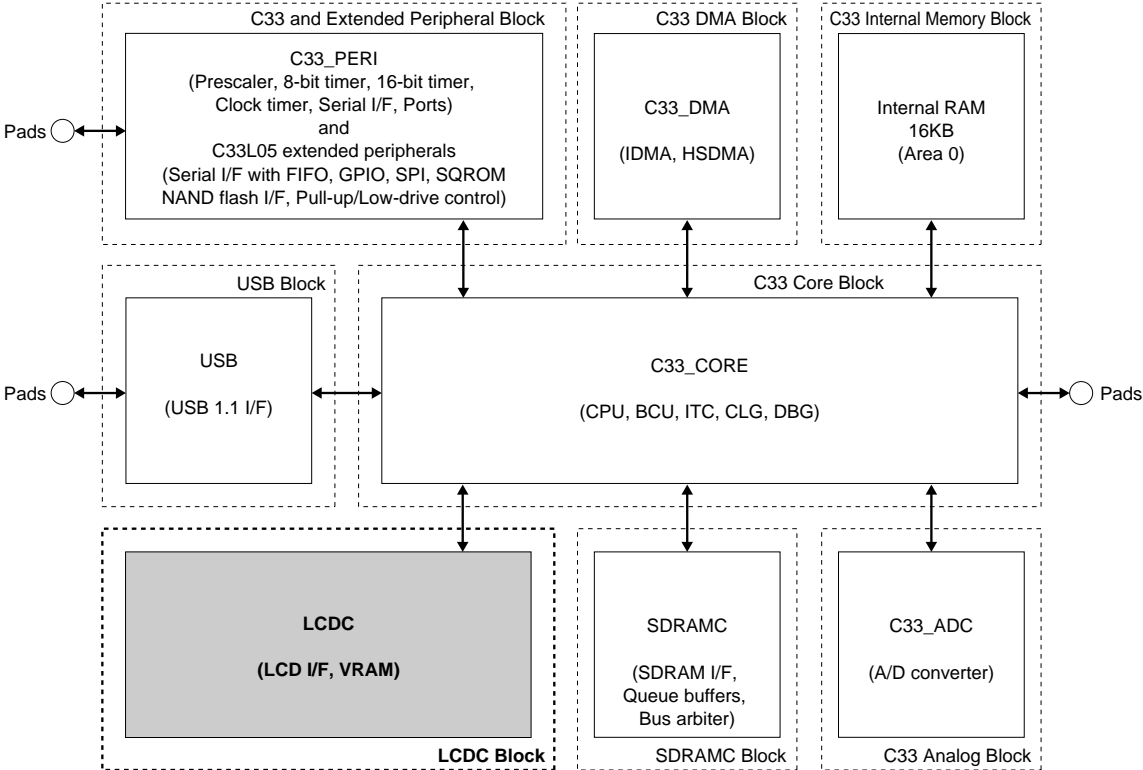 C33 and Extended Peripheral Block
C33_PERI
(Prescaler, 8-bit timer, 16-bit timer,
Clock timer, Serial I/F, Ports)
and
C33L05 extended peripherals
(Serial I/F with FIFO, GPIO, SPI, SQROM
NAND flash I/F, Pull-up/Low-drive control)
Pads
C33 DMA Block
C33_DMA
(IDMA, HSDMA)
C33 Internal Memory Block
Internal RAM
16KB
(Area 0)
USB Block
USB
(USB 1.1 I/F)
Pads
C33 Core Block
C33_CORE
(CPU, BCU, ITC, CLG, DBG)
Pads
LCDC
(LCD I/F, VRAM)
LCDC Block
SDRAMC
(SDRAM I/F,
Queue buffers,
Bus arbiter)
SDRAMC Block
C33_ADC
(A/D converter)
C33 Analog Block